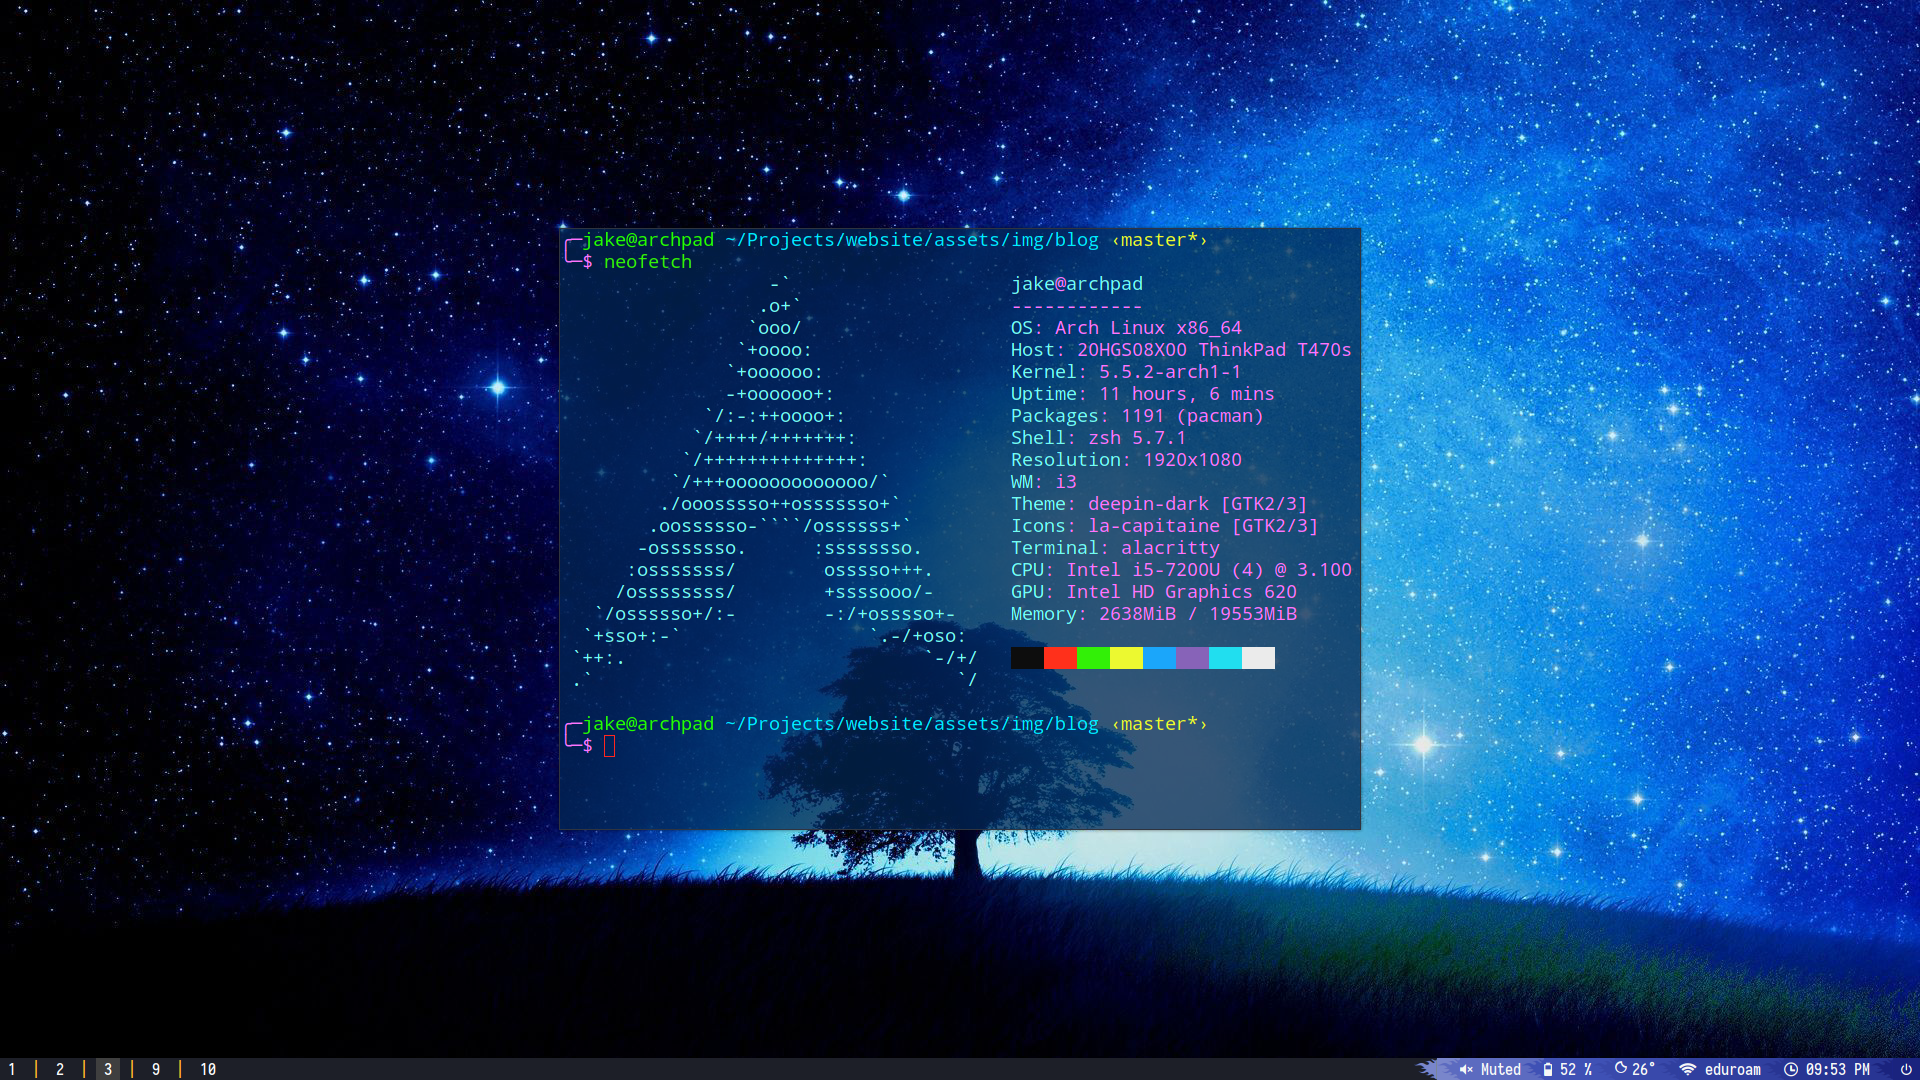 jake@archpad ~/Projects/website/assets/img/blog ‹master*›
$ neofetch
-`
.o+`
`ooo/
`+oooo:
`+oooooo:
-+oooooo+:
`/:-:++oooo+:
`/++++/+++++++:
`/++++++++++++++:
`/+++ooooooooooooo/`
./ooosssso++osssssso+`
.oossssso-````/ossssss+`
-osssssso.      :ssssssso.
:osssssss/        osssso+++.
/ossssssss/        +ssssooo/-
`/ossssso+/:-        -:/+osssso+-
`+sso+:-`                 `.-/+oso:
`++:.                           `-/+/
.`                                 `/
jake@archpad
------------
OS: Arch Linux x86_64
Host: 20HGS08X00 ThinkPad T470s
Kernel: 5.5.2-arch1-1
Uptime: 11 hours, 6 mins
Packages: 1191 (pacman)
Shell: zsh 5.7.1
Resolution: 1920x1080
WM: i3
Theme: deepin-dark [GTK2/3]
Icons: la-capitaine [GTK2/3]
Terminal: alacritty
CPU: Intel i5-7200U (4) @ 3.100
GPU: Intel HD Graphics 620
Memory: 2638MiB / 19553MiB
jake@archpad ~/Projects/website/assets/img/blog ‹master*›
$
1 | 2 | 3 | 9 | 10 Muted 52 % 26° eduroam 09:53 PM